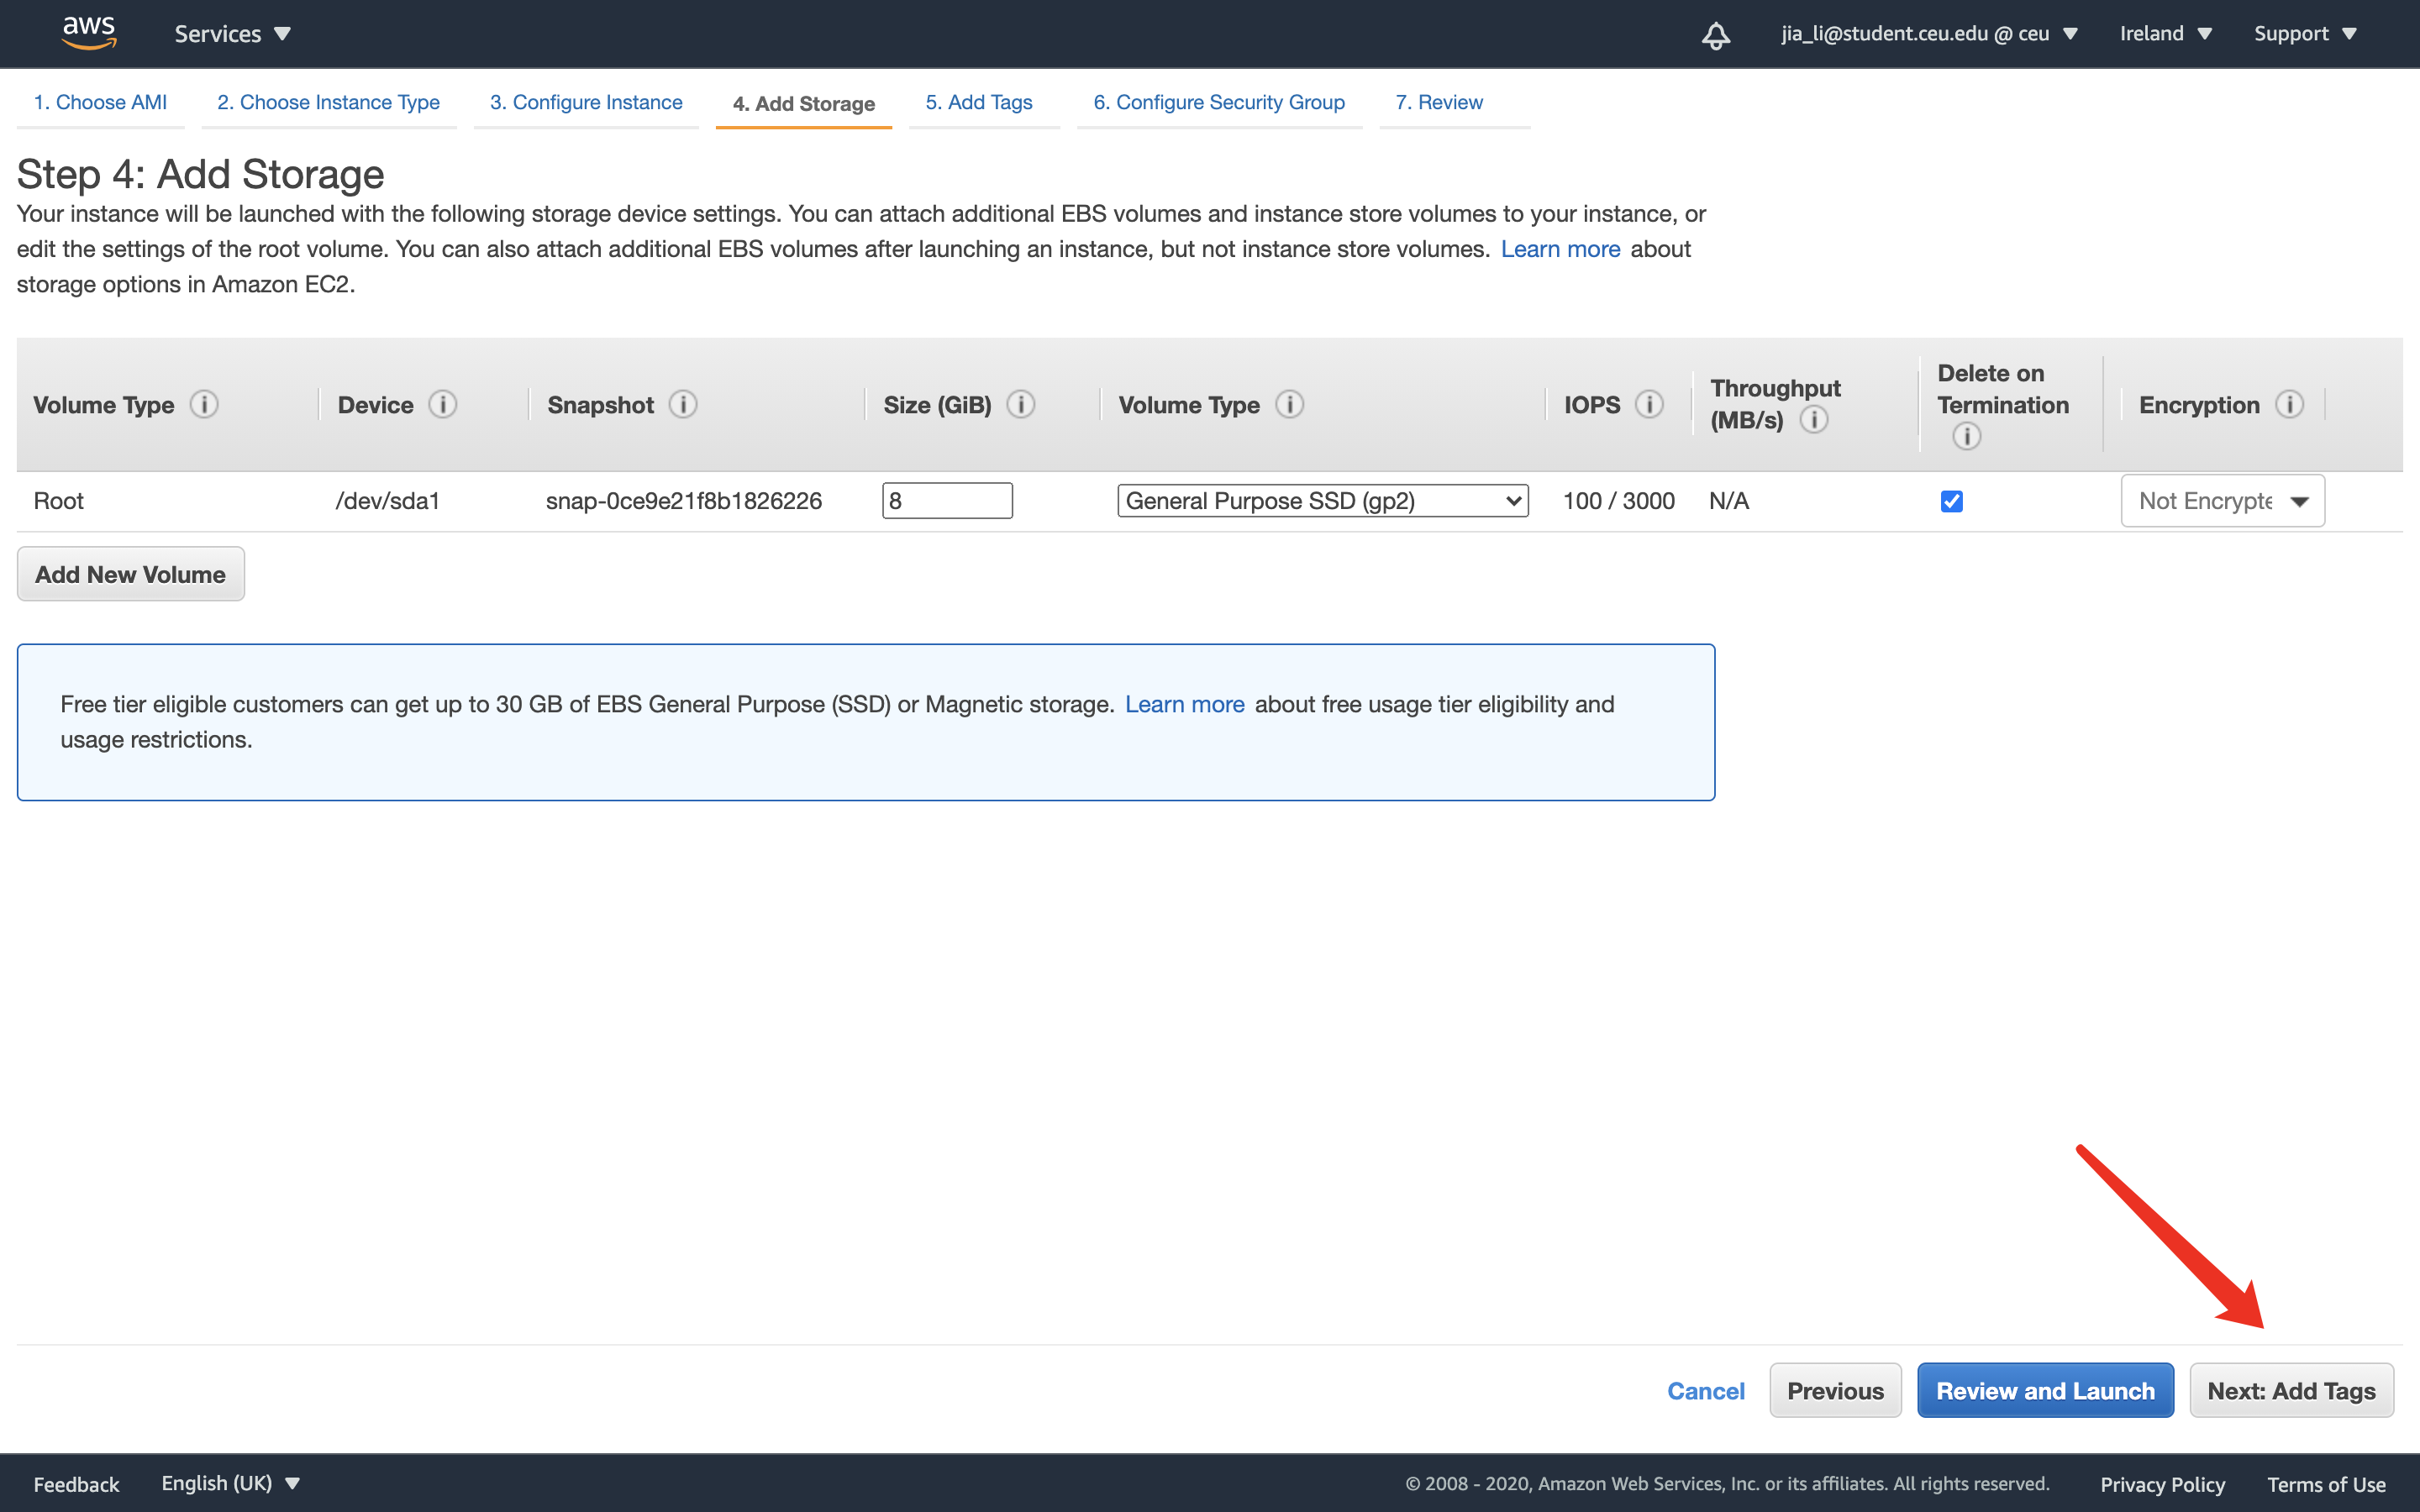 aws
Services
jia_li@student.ceu.edu @ ceu
Ireland
Support
1. Choose AMI
2. Choose Instance Type
3. Configure Instance
4. Add Storage
5. Add Tags
6. Configure Security Group
7. Review
Step 4: Add Storage
Your instance will be launched with the following storage device settings. You can attach additional EBS volumes and instance store volumes to your instance, or
edit the settings of the root volume. You can also attach additional EBS volumes after launching an instance, but not instance store volumes. Learn more about
storage options in Amazon EC2.
Volume Type
Device
Snapshot
Size (GiB)
Volume Type
IOPS
Throughput
(MB/s)
Delete on
Termination
Encryption
Root
/dev/sda1
snap-0ce9e21f8b1826226
8
General Purpose SSD (gp2)
100 / 3000
N/A
Not Encrypte
Add New Volume
Free tier eligible customers can get up to 30 GB of EBS General Purpose (SSD) or Magnetic storage. Learn more about free usage tier eligibility and
usage restrictions.
Cancel
Previous
Review and Launch
Next: Add Tags
Feedback
English (UK)
© 2008 - 2020, Amazon Web Services, Inc. or its affiliates. All rights reserved.
Privacy Policy
Terms of Use